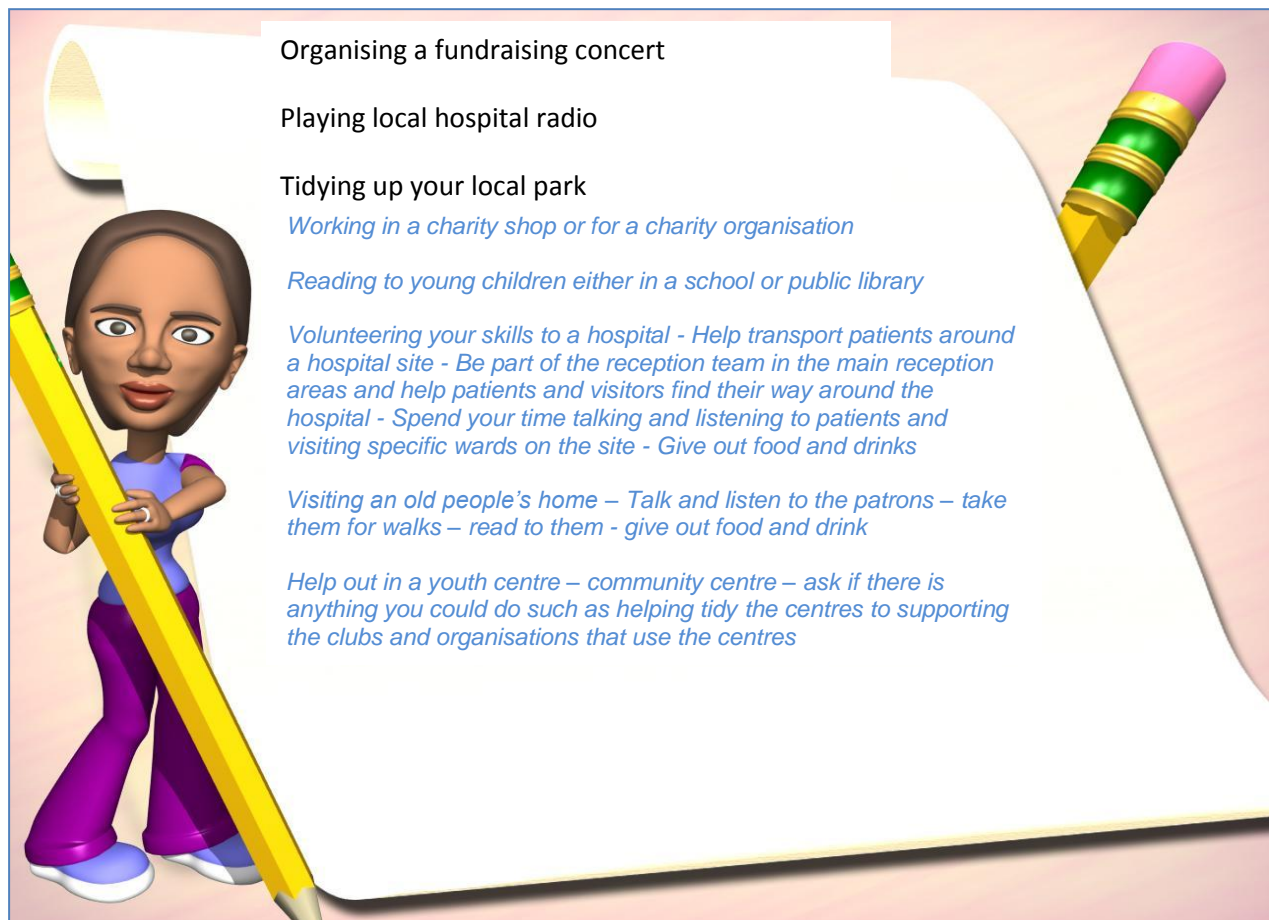 Organising a fundraising concert
Playing local hospital radio
Tidying up your local park
Working in a charity shop or for a charity organisation
Reading to young children either in a school or public library
Volunteering your skills to a hospital - Help transport patients around
a hospital site - Be part of the reception team in the main reception
areas and help patients and visitors find their way around the
hospital - Spend your time talking and listening to patients and
visiting specific wards on the site - Give out food and drinks
Visiting an old people’s home – Talk and listen to the patrons – take
them for walks – read to them - give out food and drink
Help out in a youth centre – community centre – ask if there is
anything you could do such as helping tidy the centres to supporting
the clubs and organisations that use the centres